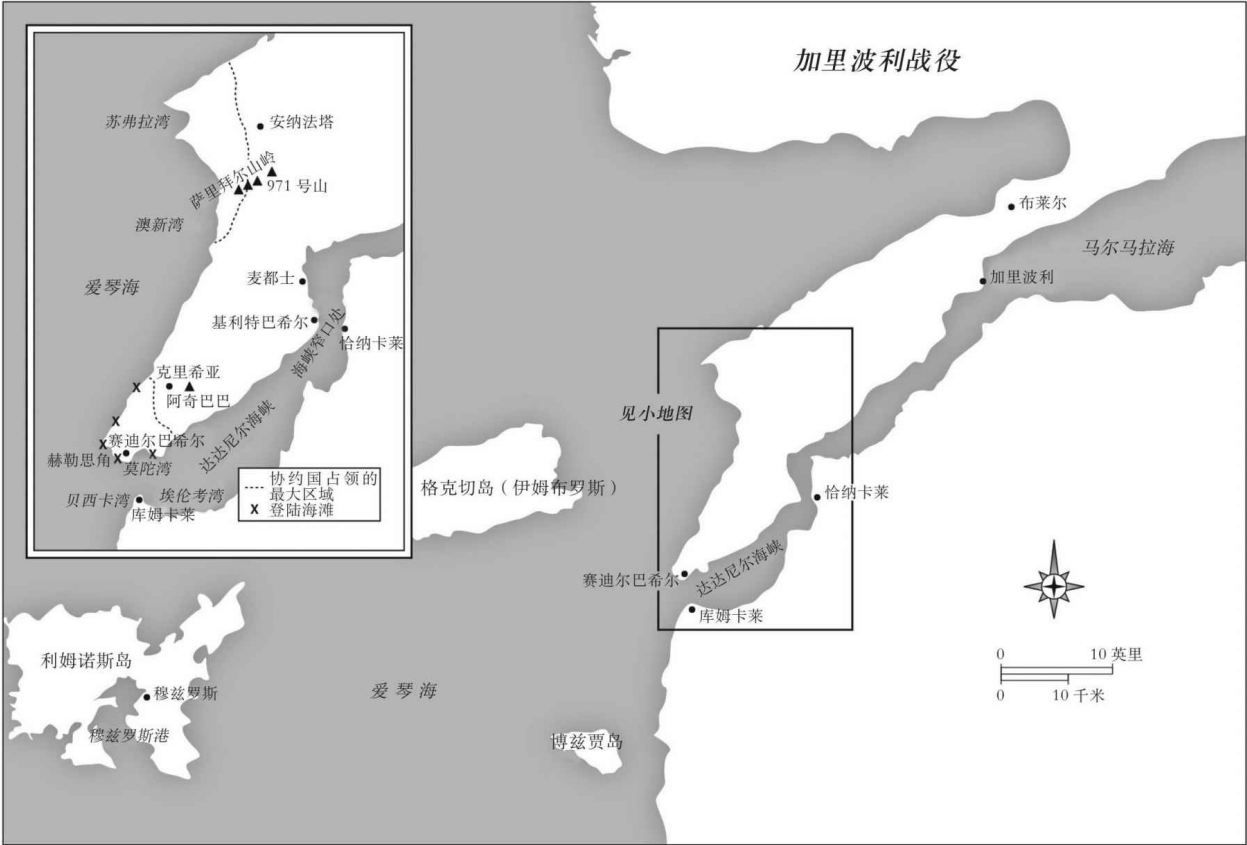 加里波利战役
苏弗拉湾
安纳法塔
萨里拜尔山岭
971 号山
澳新湾
爱琴海
麦都士
基利特巴希尔
海峡窄口处
恰纳卡莱
克里希亚
阿奇巴巴
赛迪尔巴希尔
赫勒思角
莫陀湾
达达尼尔海峡
贝西卡湾
埃伦考湾
库姆卡莱
协约国占领的
最大区域
X 登陆海滩
布莱尔
马尔马拉海
加里波利
见小地图
格克切岛（伊姆布罗斯）
恰纳卡莱
赛迪尔巴希尔
达达尼尔海峡
库姆卡莱
利姆诺斯岛
穆兹罗斯
穆兹罗斯港
爱琴海
博兹贾岛
0 10 英里
0 10 千米